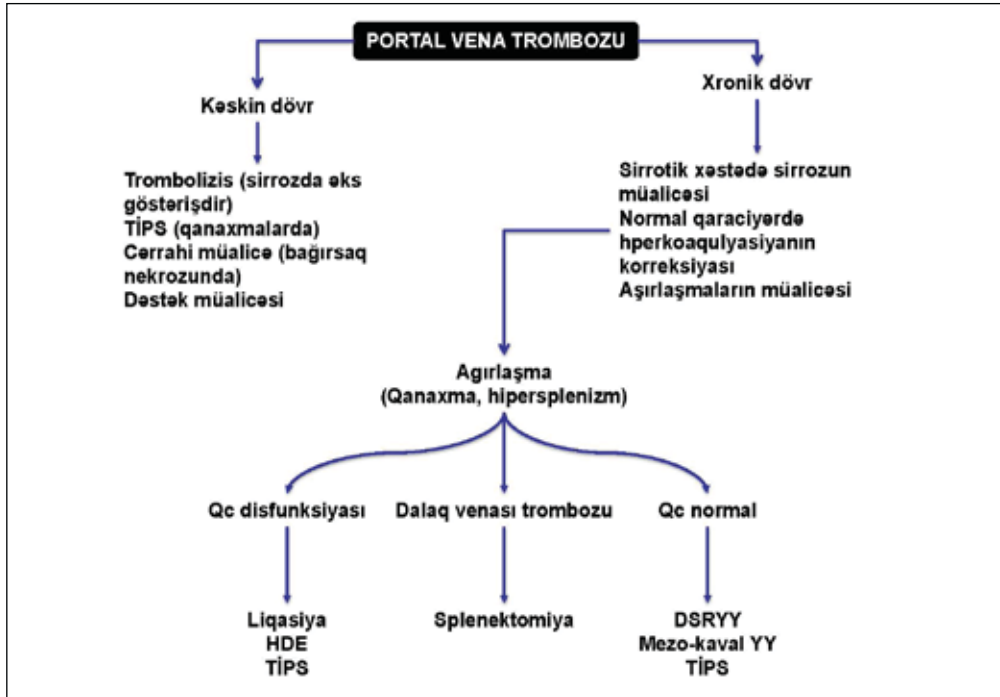 PORTAL VENA TROMBOZU
Kəskin dövr
Xronik dövr
Trombolizis (sirrozda əks
göstərişdir)
TİPS (qanaxmalarda)
Cərrahi müalicə (bağırsaq
nekrozunda)
Dəstək müalicəsi
Sirrotik xəstədə sirrozun
müalicəsi
Normal qaraciyərdə
hperkoaqulyasiyanın
korreksiyası
Aşırlaşmaların müalicəsi
Agırlaşma
(Qanaxma, hipersplenizm)
Qc disfunksiyası
Dalaq venası trombozu
Qc normal
Liqasiya
HDE
TİPS
Splenektomiya
DSRYY
Mezo-kaval YY
TİPS